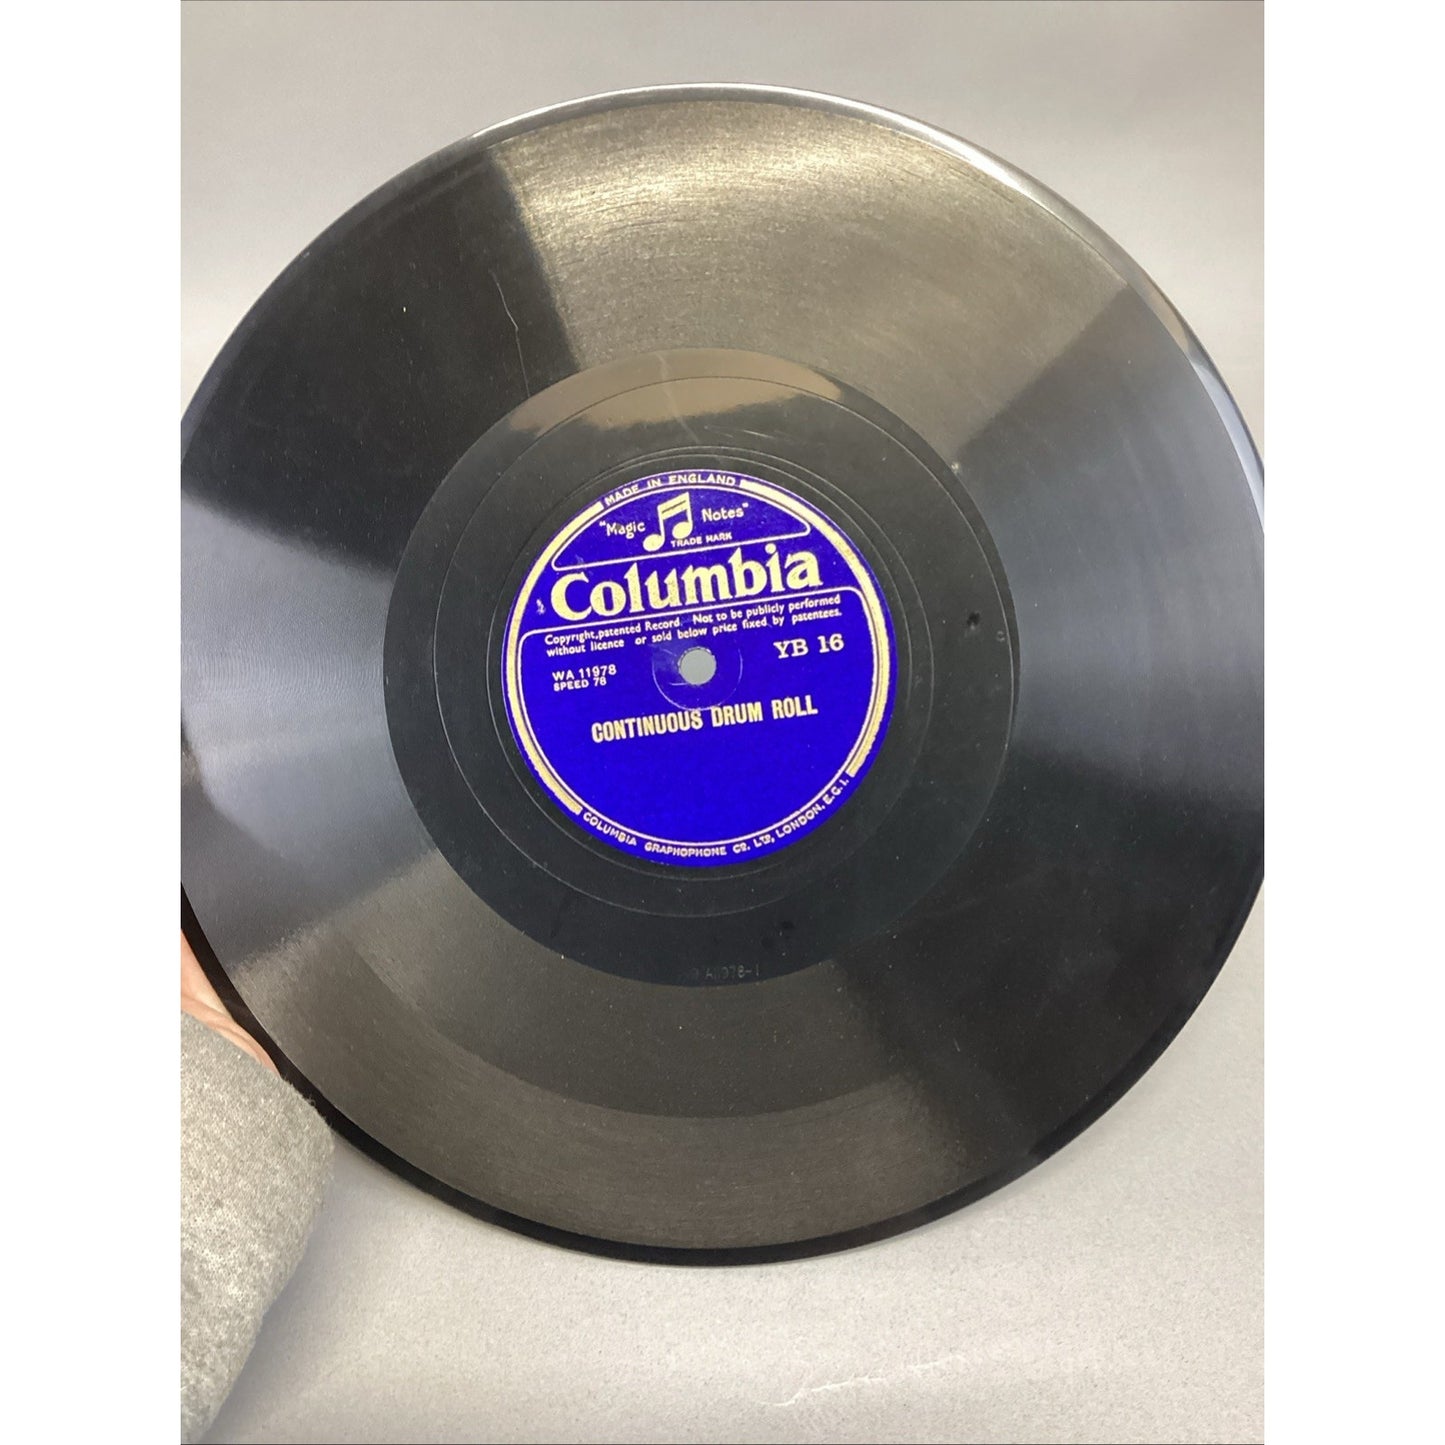 MADE IN ENGLAND
"Magic Notes"
TRADE MARK
Columbia
Copyright, patented Record. Not to be publicly performed
without licence or sold below price fixed by patentees.
WA 11978
SPEED 78
YB 16
CONTINUOUS DRUM ROLL
COLUMBIA GRAPHOPHONE Co. LTD, LONDON, E.C.1.